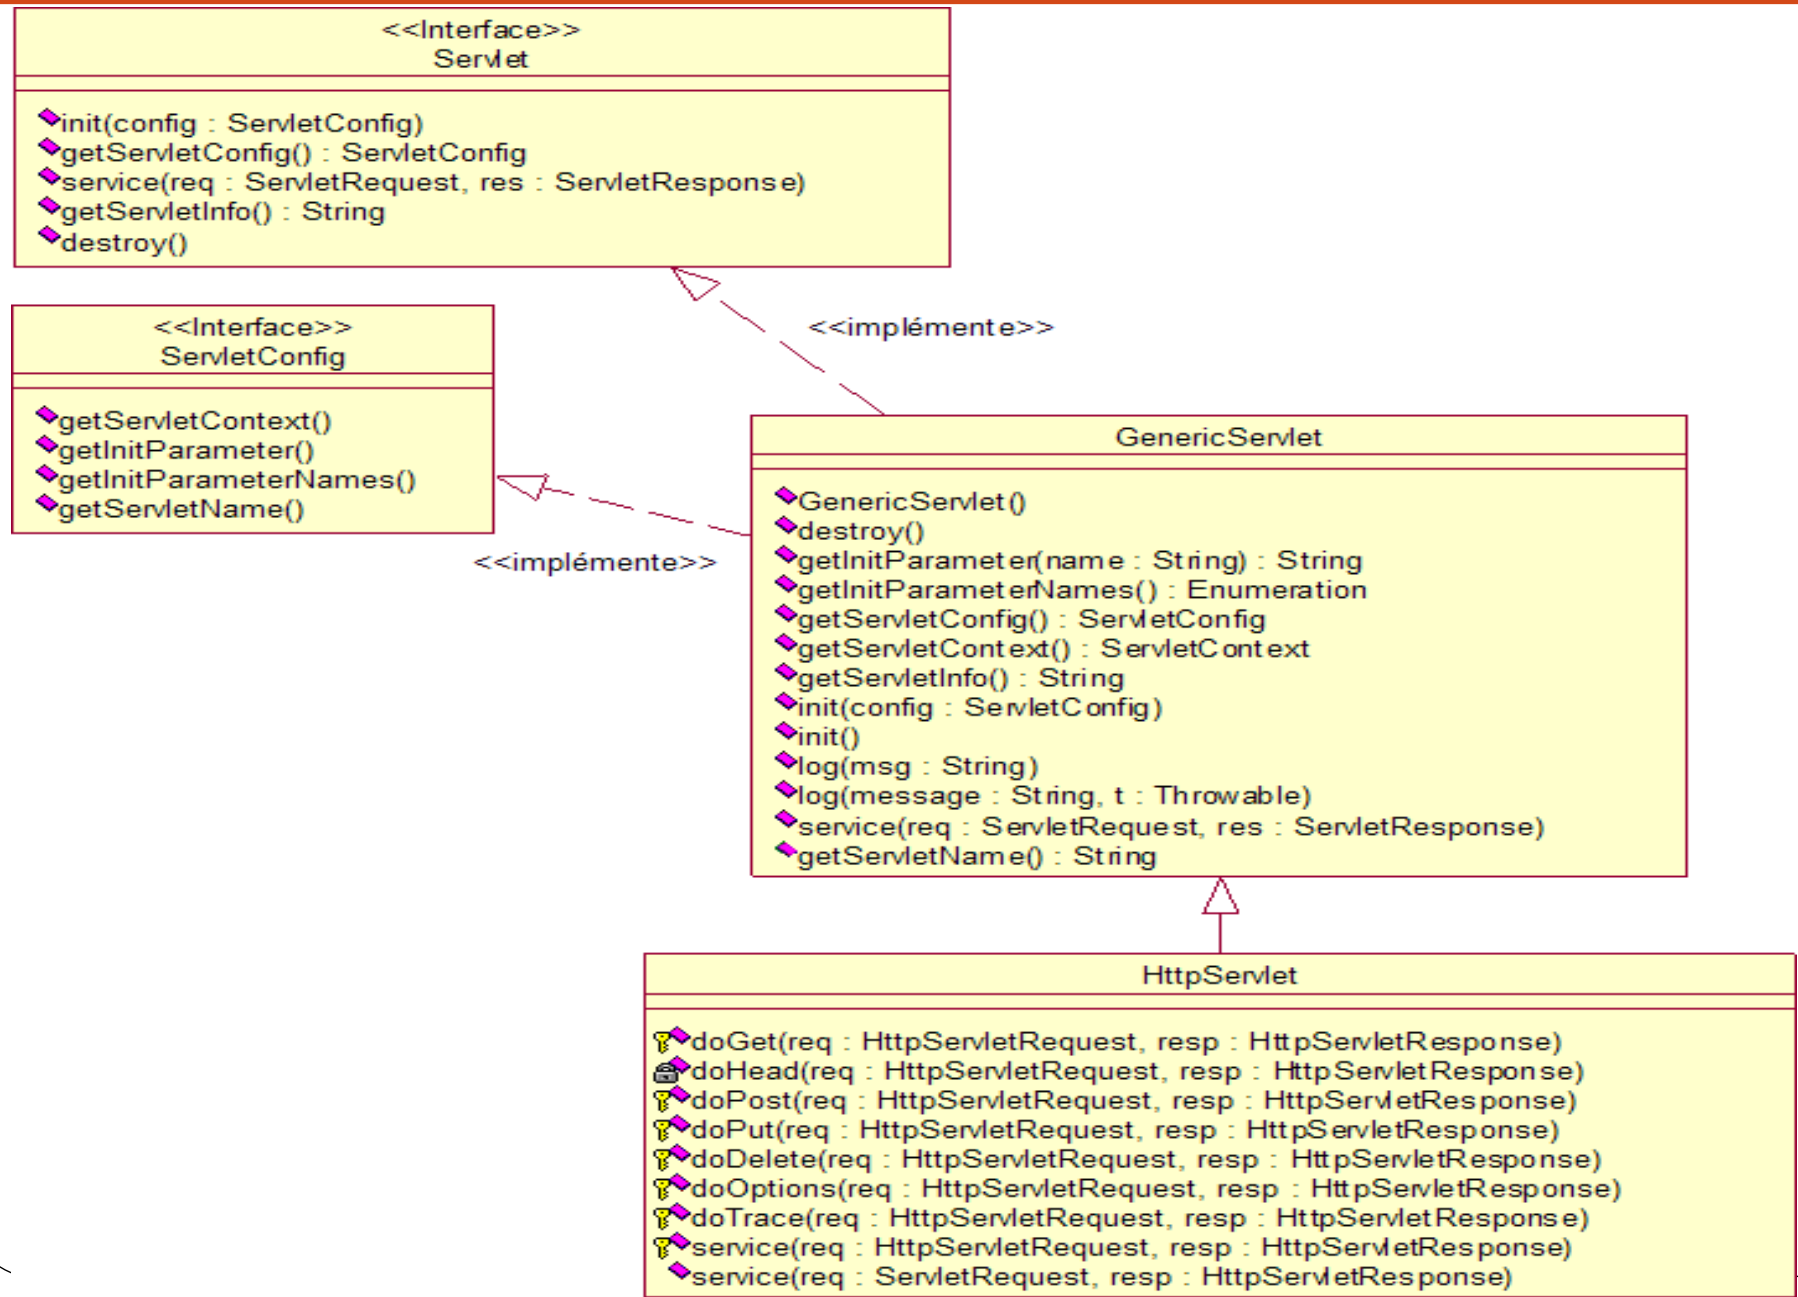 <<Interface>>
Servlet
init(config : ServletConfig)
getServletConfig() : ServletConfig
service(req : ServletRequest, res : ServletResponse)
getServletInfo() : String
destroy()
<<Interface>>
ServletConfig
getServletContext()
getInitParameter()
getInitParameterNames()
getServletName()
<<implémente>>
<<implémente>>
GenericServlet
GenericServlet()
destroy()
getInitParameter(name : String) : String
getInitParameterNames() : Enumeration
getServletConfig() : ServletConfig
getServletContext() : ServletContext
getServletInfo() : String
init(config : ServletConfig)
init()
log(msg : String)
log(message : String, t : Throwable)
service(req : ServletRequest, res : ServletResponse)
getServletName() : String
HttpServlet
doGet(req : HttpServletRequest, resp : HttpServletResponse)
doHead(req : HttpServletRequest, resp : HttpServletResponse)
doPost(req : HttpServletRequest, resp : HttpServletResponse)
doPut(req : HttpServletRequest, resp : HttpServletResponse)
doDelete(req : HttpServletRequest, resp : HttpServletResponse)
doOptions(req : HttpServletRequest, resp : HttpServletResponse)
doTrace(req : HttpServletRequest, resp : HttpServletResponse)
service(req : HttpServletRequest, resp : HttpServletResponse)
service(req : ServletRequest, resp : HttpServletResponse)